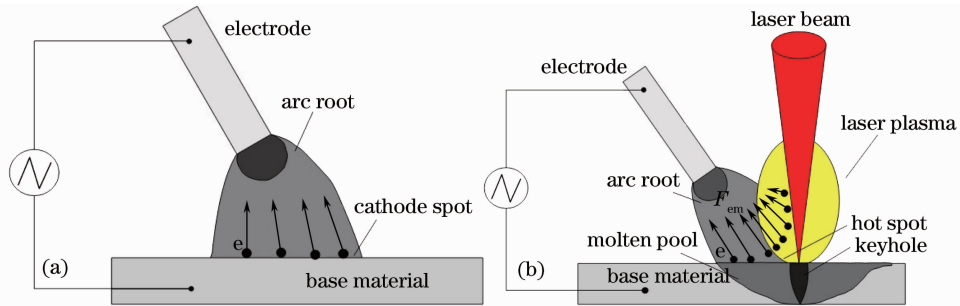 electrode
arc root
cathode spot
e
(a)
base material
laser beam
electrode
laser plasma
arc root
Fem
hot spot
molten pool
e
keyhole
(b)
base material